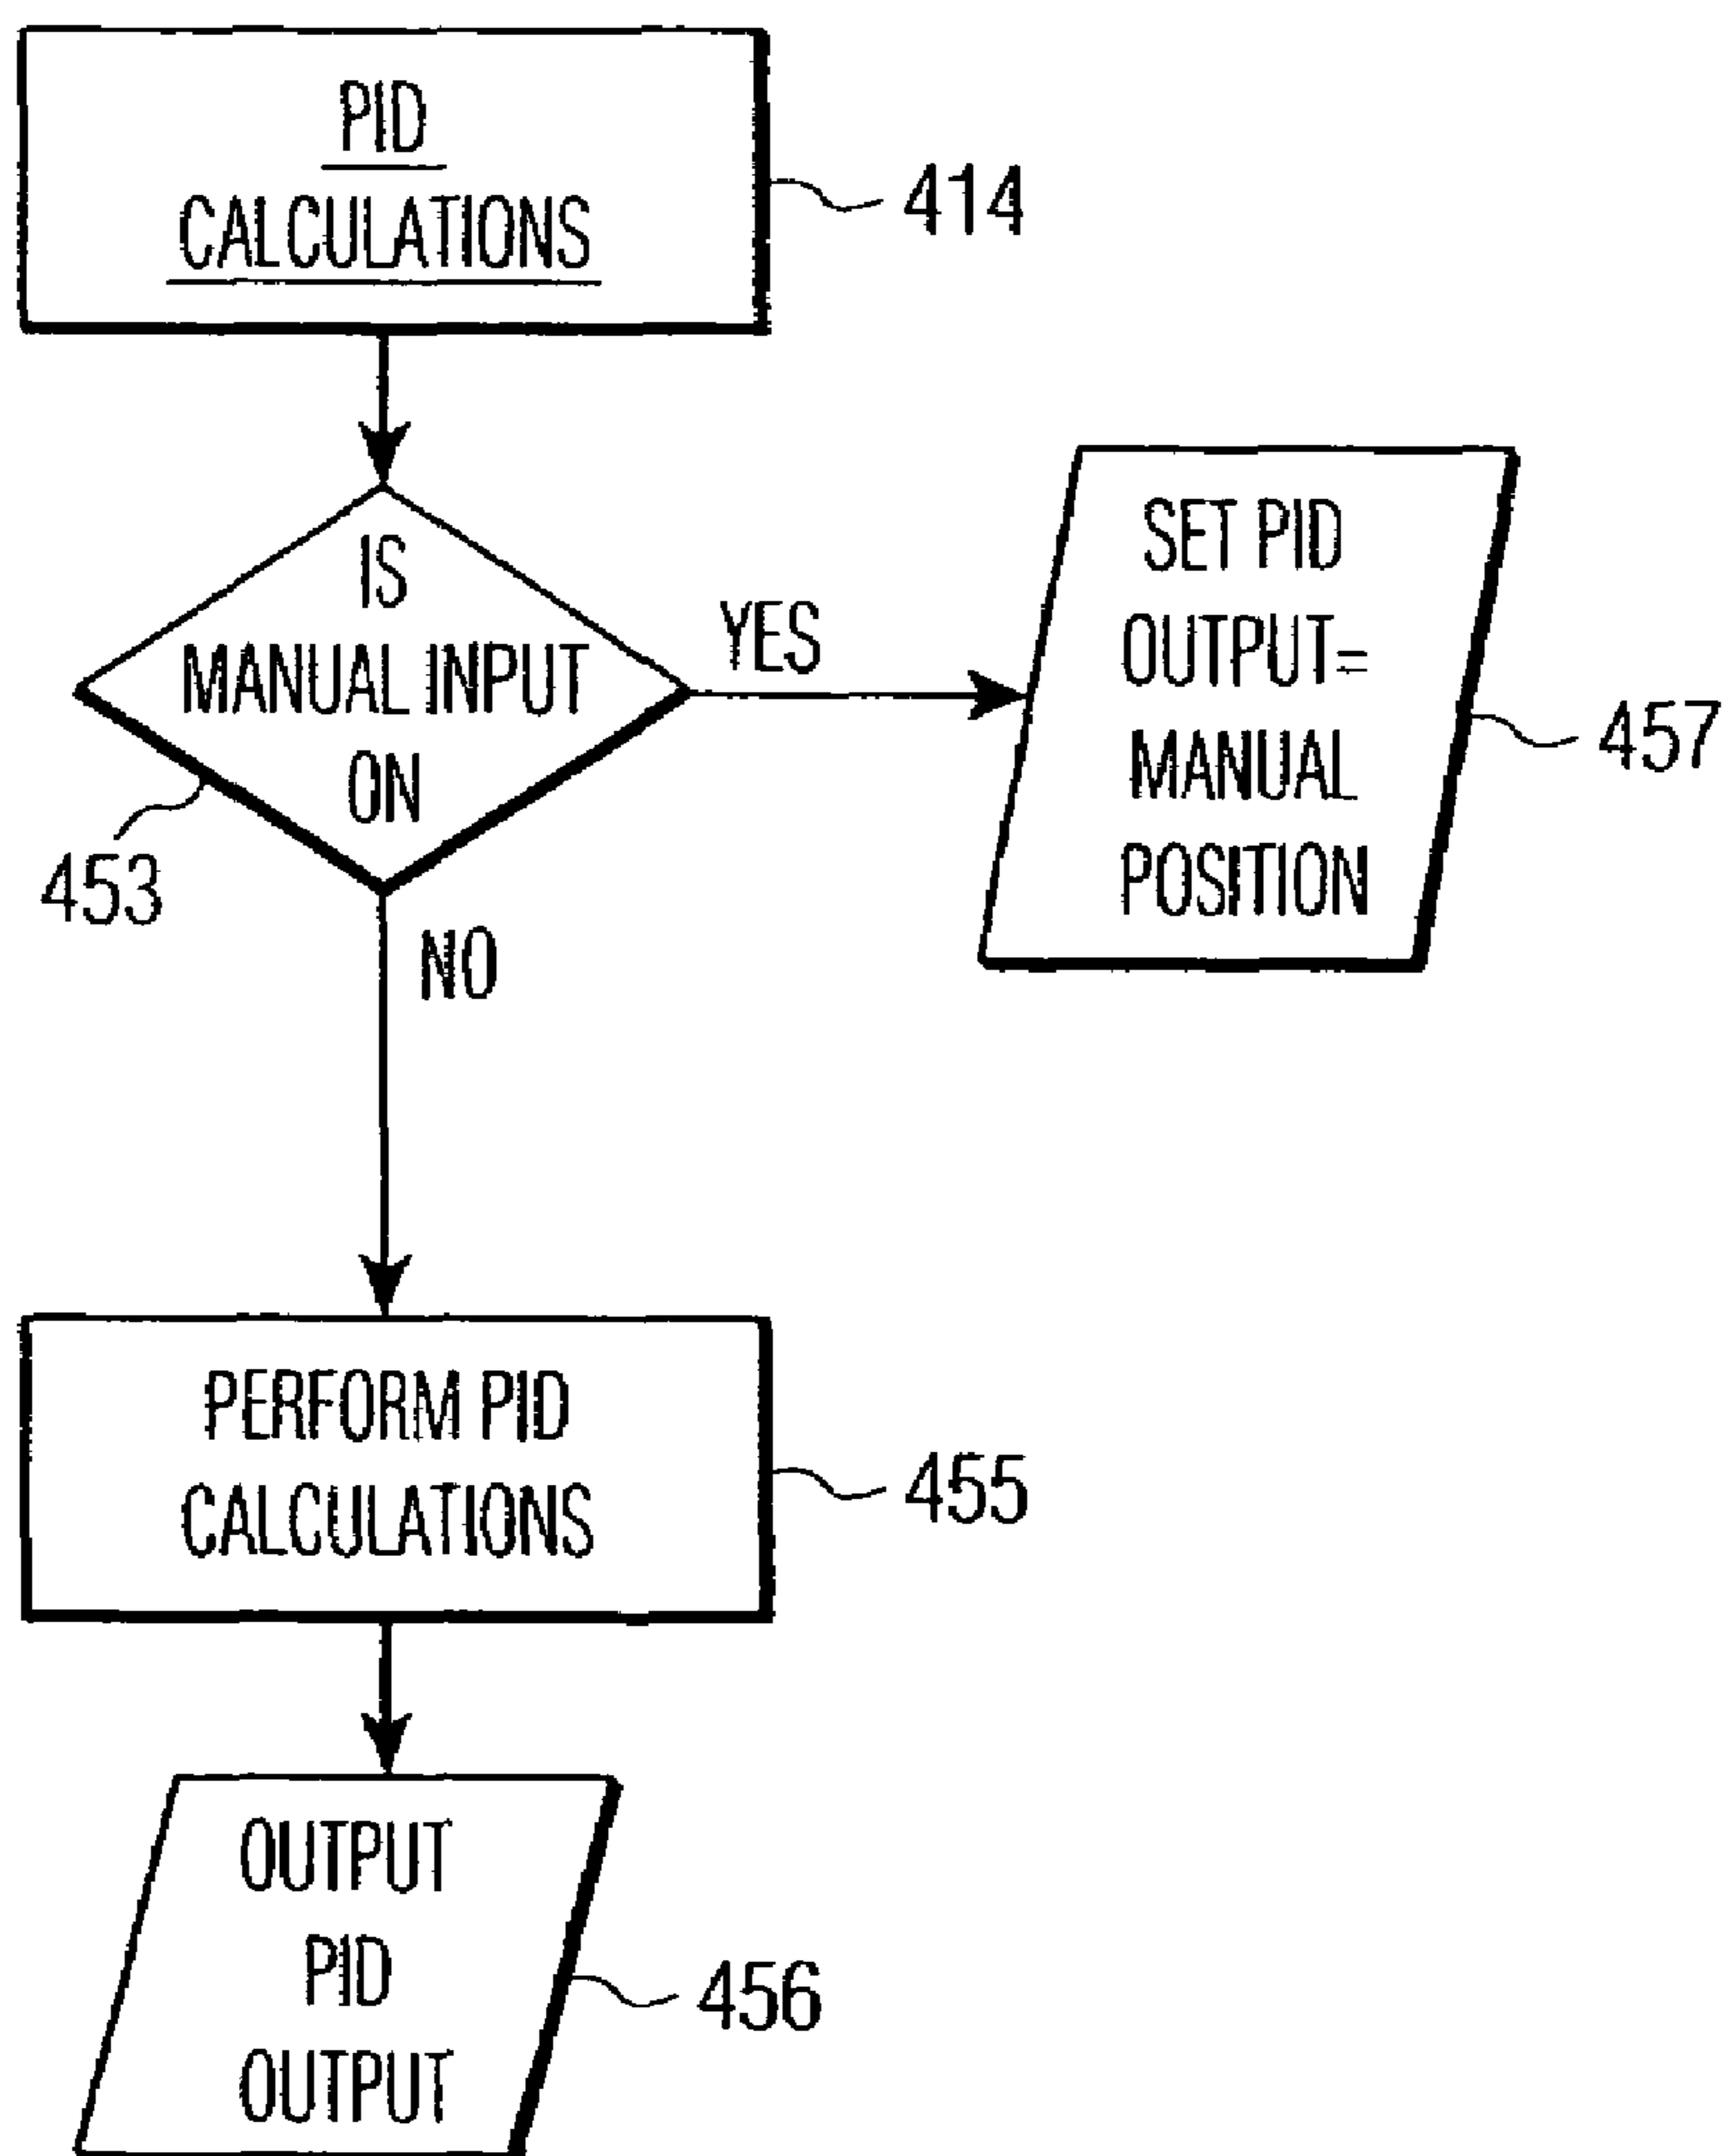 PID
CALCULATIONS
414
IS
MANUAL INPUT
ON
453
YES
SET PID
OUTPUT=
MANUAL
POSITION
457
NO
PERFORM PID
CALCULATIONS
455
OUTPUT
PID
OUTPUT
456